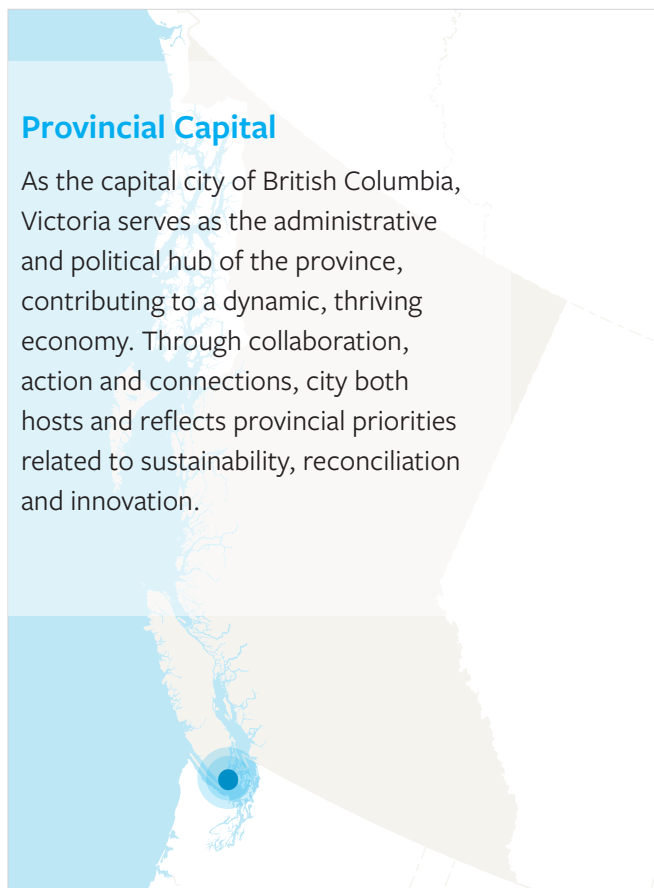 Provincial Capital
As the capital city of British Columbia,
Victoria serves as the administrative
and political hub of the province,
contributing to a dynamic, thriving
economy. Through collaboration,
action and connections, city both
hosts and reflects provincial priorities
related to sustainability, reconciliation
and innovation.